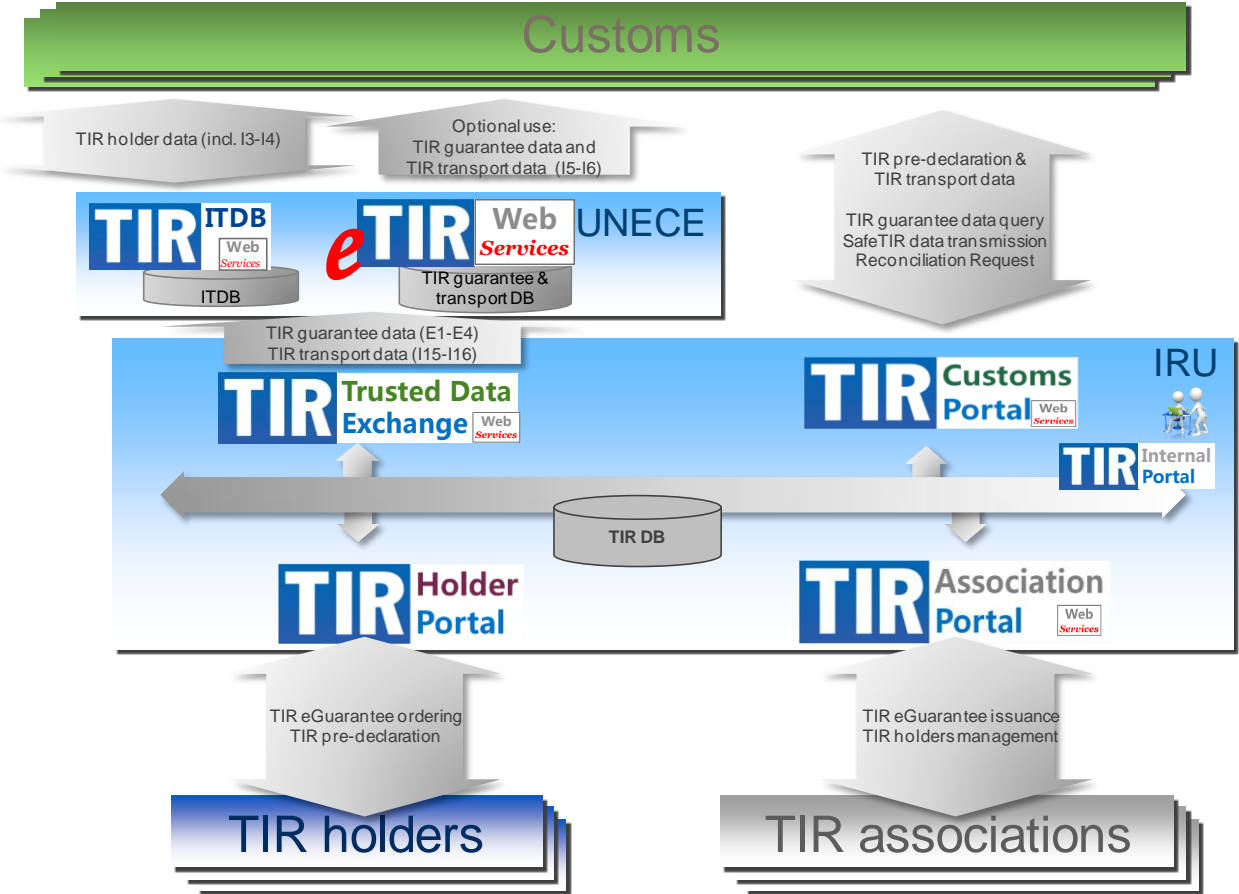 Customs
TIR holder data (incl. I3-I4)
Optional use:
TIR guarantee data and
TIR transport data (I5-I6)
TIR pre-declaration &
TIR transport data
TIR guarantee data query
SafeTIR data transmission
Reconciliation Request
TIR ITDB
Web
Services
ITDB
eTIR Web
Services
UNECE
TIR guarantee &
transport DB
TIR guarantee data (E1-E4)
TIR transport data (I15-I16)
IRU
TIR Trusted Data
Exchange Web
Services
TIR Customs
Portal Web
Services
TIR Internal
Portal
TIR DB
TIR Holder
Portal
TIR Association
Portal Web
Services
TIR eGuarantee ordering
TIR pre-declaration
TIR eGuarantee issuance
TIR holders management
TIR holders
TIR associations